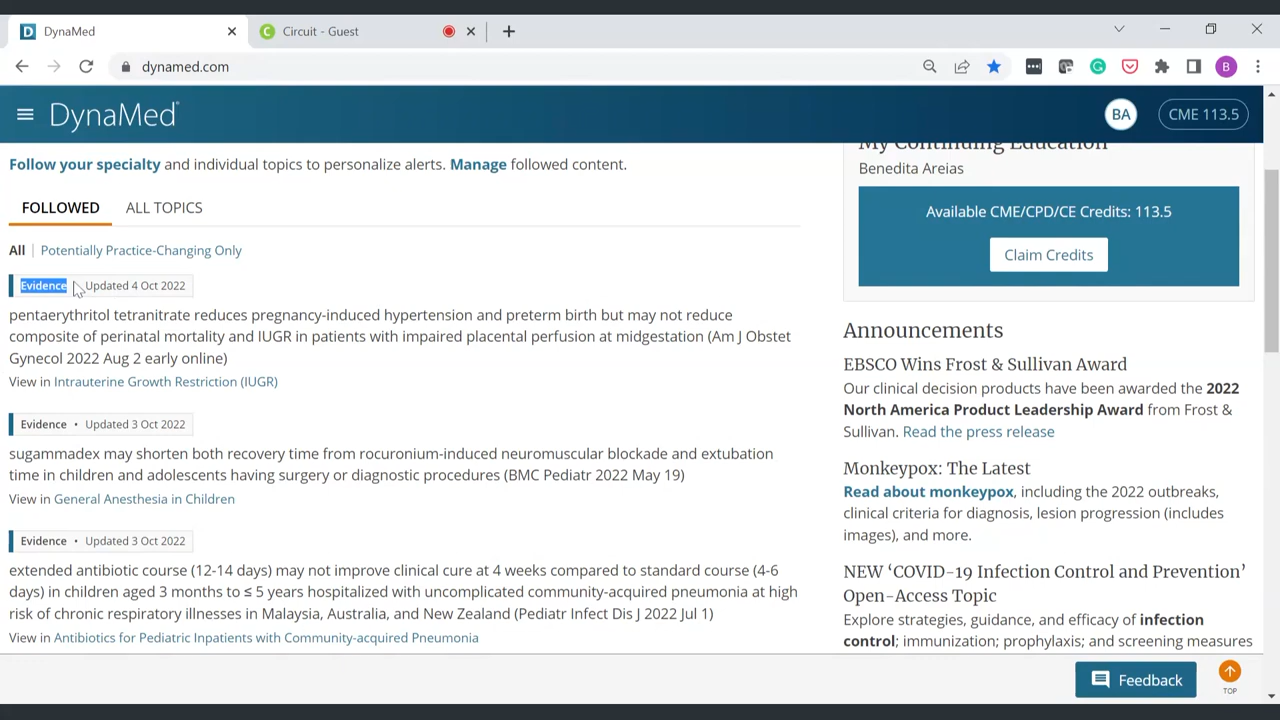 DynaMed
Circuit - Guest
dynamed.com
B
DynaMed
BA
CME 113.5
Follow your specialty and individual topics to personalize alerts. Manage followed content.
FOLLOWED
ALL TOPICS
All | Potentially Practice-Changing Only
Evidence • Updated 4 Oct 2022
pentaerythritol tetranitrate reduces pregnancy-induced hypertension and preterm birth but may not reduce
composite of perinatal mortality and IUGR in patients with impaired placental perfusion at midgestation (Am J Obstet
Gynecol 2022 Aug 2 early online)
View in Intrauterine Growth Restriction (IUGR)
Evidence • Updated 3 Oct 2022
sugammadex may shorten both recovery time from rocuronium-induced neuromuscular blockade and extubation
time in children and adolescents having surgery or diagnostic procedures (BMC Pediatr 2022 May 19)
View in General Anesthesia in Children
Evidence • Updated 3 Oct 2022
extended antibiotic course (12-14 days) may not improve clinical cure at 4 weeks compared to standard course (4-6
days) in children aged 3 months to ≤ 5 years hospitalized with uncomplicated community-acquired pneumonia at high
risk of chronic respiratory illnesses in Malaysia, Australia, and New Zealand (Pediatr Infect Dis J 2022 Jul 1)
View in Antibiotics for Pediatric Inpatients with Community-acquired Pneumonia
My Continuing Education
Benedita Areias
Available CME/CPD/CE Credits: 113.5
Claim Credits
Announcements
EBSCO Wins Frost & Sullivan Award
Our clinical decision products have been awarded the 2022
North America Product Leadership Award from Frost &
Sullivan. Read the press release
Monkeypox: The Latest
Read about monkeypox, including the 2022 outbreaks,
clinical criteria for diagnosis, lesion progression (includes
images), and more.
NEW ‘COVID-19 Infection Control and Prevention’
Open-Access Topic
Explore strategies, guidance, and efficacy of infection
control; immunization; prophylaxis; and screening measures
Feedback
TOP